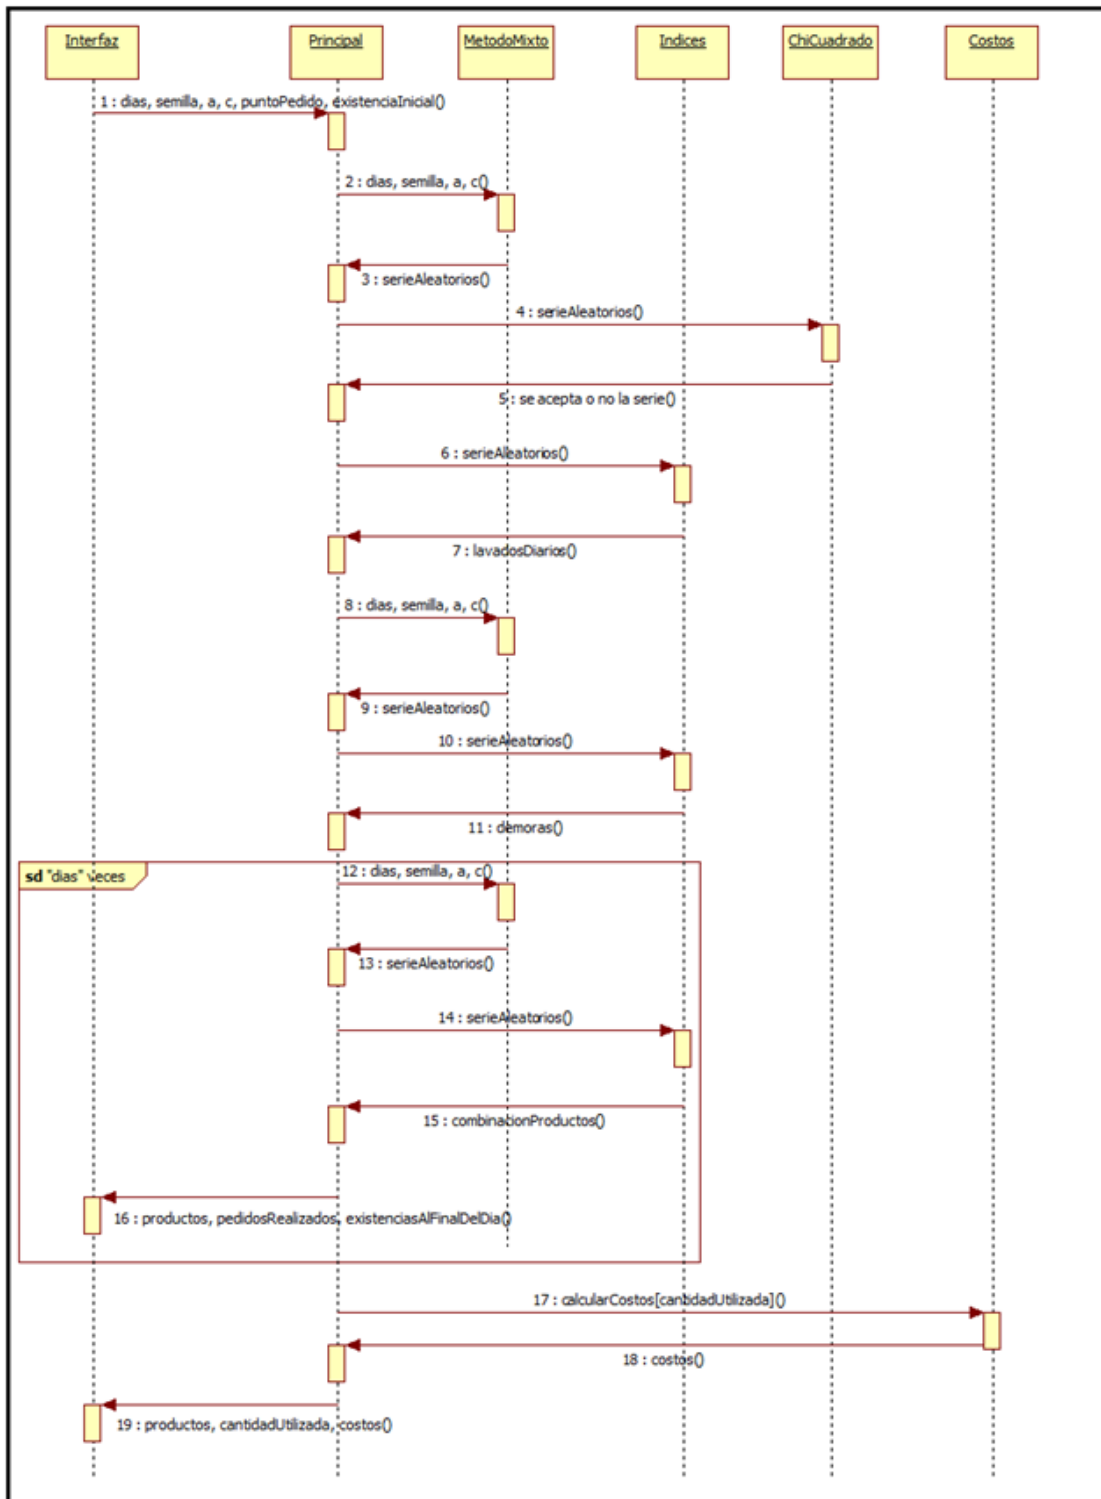 Interfaz
Principal
MetodoMixto
Indices
ChiCuadrado
Costos
1 : dias, semilla, a, c, puntoPedido, existenciaInicial()
2 : dias, semilla, a, c()
3 : serieAleatorios()
4 : serieAleatorios()
5 : se acepta o no la serie()
6 : serieAleatorios()
7 : lavadosDiarios()
8 : dias, semilla, a, c()
9 : serieAleatorios()
10 : serieAleatorios()
11 : demoras()
sd "dias" veces
12 : dias, semilla, a, c()
13 : serieAleatorios()
14 : serieAleatorios()
15 : combinacionProductos()
16 : productos, pedidosRealizados, existenciasAlFinalDelDia()
17 : calcularCostos[cantidadUtilizada]()
18 : costos()
19 : productos, cantidadUtilizada, costos()